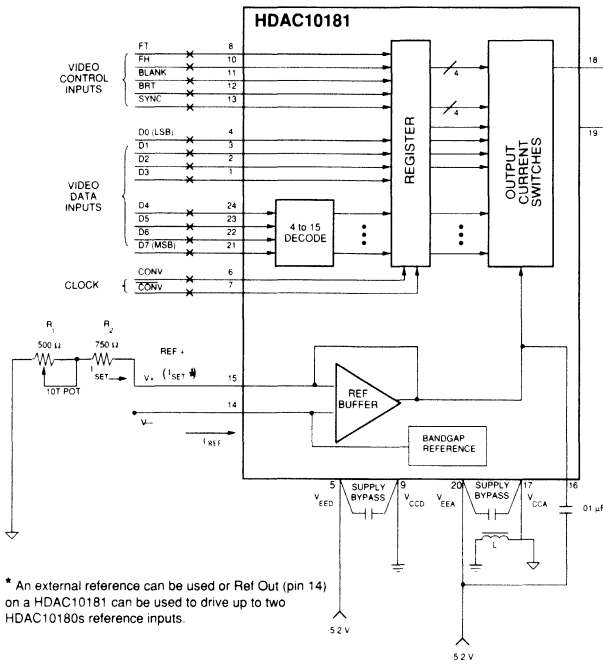 HDAC10181
VIDEO
CONTROL
INPUTS
FT 8
FH 10
BLANK 11
BRT 12
SYNC 13
VIDEO
DATA
INPUTS
D0 (LSB) 4
D1 3
D2 2
D3 1
D4 24
D5 23
D6 22
D7 (MSB) 21
4 to 15
DECODE
REGISTER
4
4
OUTPUT
CURRENT
SWITCHES
18
19
CLOCK
CONV 6
CONV 7
R1
500 Ω
R2
750 Ω
10T POT
ISET
REF +
(ISET *)
V+ 15
V- 14
IREF
REF
BUFFER
BANDGAP
REFERENCE
5 SUPPLY 9
BYPASS
VEED
VCCD
20 SUPPLY 17
BYPASS
VEEA
VCCA
16
01 µF
L
* An external reference can be used or Ref Out (pin 14)
on a HDAC10181 can be used to drive up to two
HDAC10180s reference inputs.
5 2 V
5 2 V